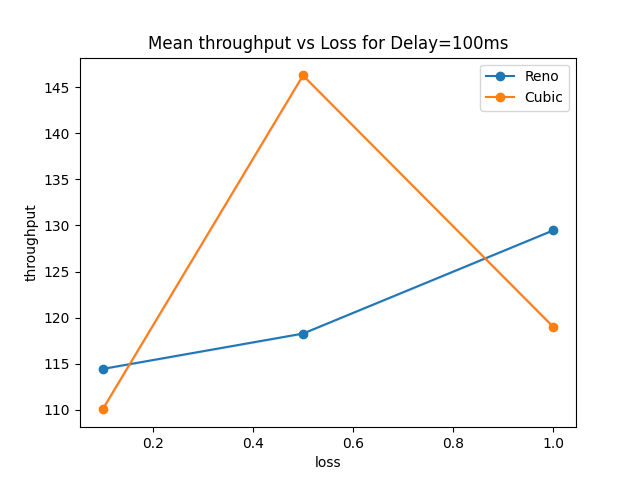 Mean throughput vs Loss for Delay=100ms
Reno
Cubic
throughput
145
140
135
130
125
120
115
110
0.2 0.4 0.6 0.8 1.0
loss